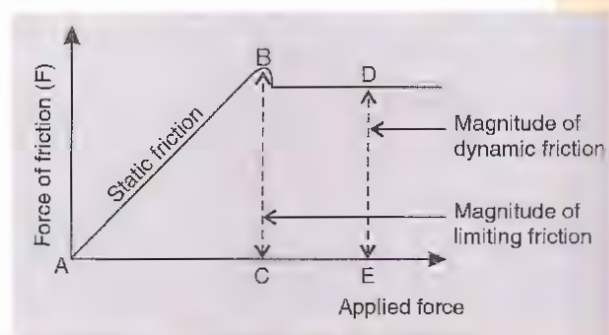 Force of friction (F)
Static friction
A
B
C
D
E
Magnitude of
dynamic friction
Magnitude of
limiting friction
Applied force